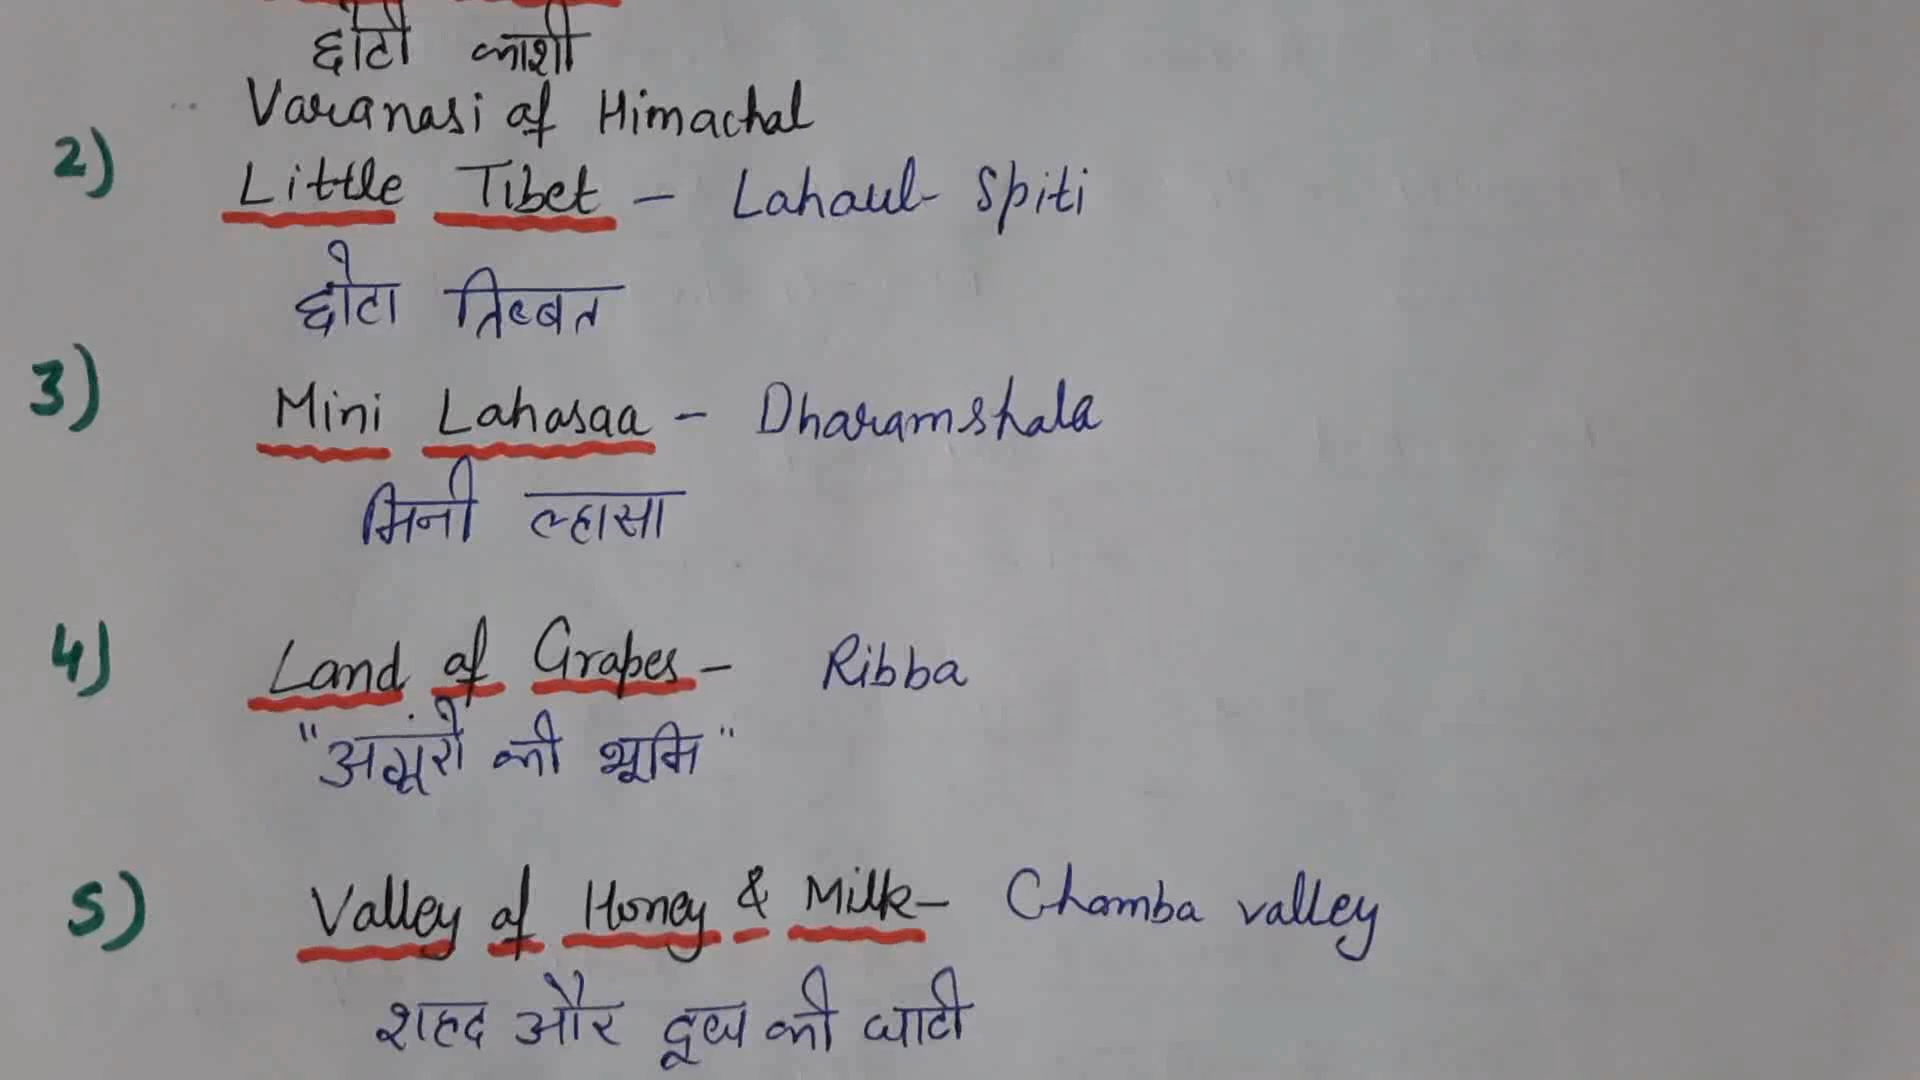 छोटी काशी
Varanasi of Himachal
2) Little Tibet - Lahaul- Spiti
छोटा तिब्बत
3) Mini Lahasaa - Dharamshala
मिनी ल्हासा
4) Land of Grapes - Ribba
"अंगूरों की भूमि"
5) Valley of Honey & Milk - Chamba valley
शहद और दूध की घाटी